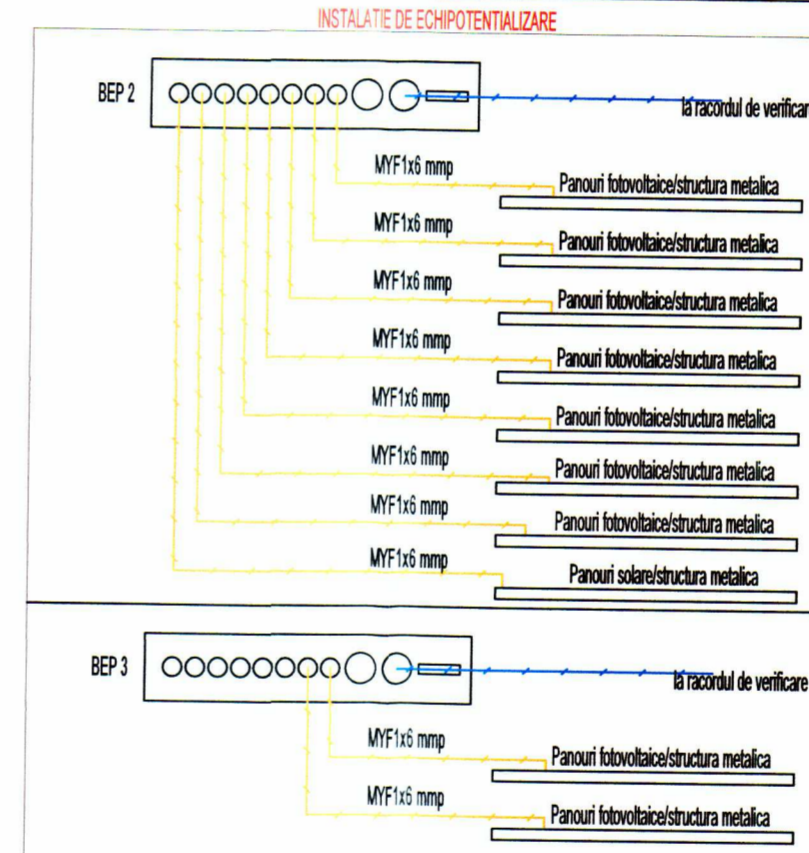 INSTALATIE DE ECHIPOTENTIALIZARE
BEP 2
la racordul de verificar
MYF1x6 mmp
Panouri fotovoltaice/structura metalica
MYF1x6 mmp
Panouri fotovoltaice/structura metalica
MYF1x6 mmp
Panouri fotovoltaice/structura metalica
MYF1x6 mmp
Panouri fotovoltaice/structura metalica
MYF1x6 mmp
Panouri fotovoltaice/structura metalica
MYF1x6 mmp
Panouri fotovoltaice/structura metalica
MYF1x6 mmp
Panouri fotovoltaice/structura metalica
MYF1x6 mmp
Panouri solare/structura metalica
BEP 3
la racordul de verificare
MYF1x6 mmp
Panouri fotovoltaice/structura metalica
MYF1x6 mmp
Panouri fotovoltaice/structura metalica